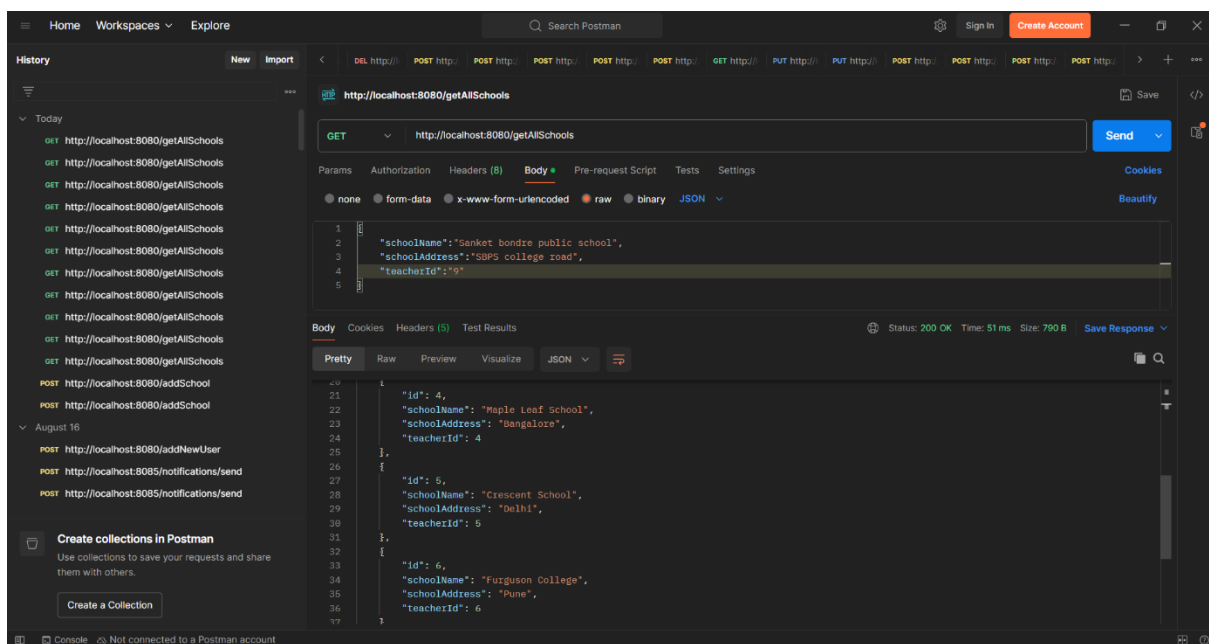 Home Workspaces Explore
Search Postman
Sign In
Create Account
History
New Import
DEL http:// POST http:/ POST http:/ POST http:/ POST http:/ POST http:/ GET http:// PUT http:// PUT http:// POST http:/ POST http:/ POST http:/ POST http:/
HTTP http://localhost:8080/getAllSchools
Save
Today
GET http://localhost:8080/getAllSchools
GET http://localhost:8080/getAllSchools
GET http://localhost:8080/getAllSchools
GET http://localhost:8080/getAllSchools
GET http://localhost:8080/getAllSchools
GET http://localhost:8080/getAllSchools
GET http://localhost:8080/getAllSchools
GET http://localhost:8080/getAllSchools
GET http://localhost:8080/getAllSchools
GET http://localhost:8080/getAllSchools
GET http://localhost:8080/getAllSchools
POST http://localhost:8080/addSchool
POST http://localhost:8080/addSchool
August 16
POST http://localhost:8080/addNewUser
POST http://localhost:8085/notifications/send
POST http://localhost:8085/notifications/send
Create collections in Postman
Use collections to save your requests and share
them with others.
Create a Collection
GET http://localhost:8080/getAllSchools
Send
Params Authorization Headers (8) Body Pre-request Script Tests Settings
Cookies
none form-data x-www-form-urlencoded raw binary JSON
Beautify
1 {
2 "schoolName":"Sanket bondre public school",
3 "schoolAddress":"SBPS college road",
4 "teacherId":"9"
5 }
Body Cookies Headers (5) Test Results
Status: 200 OK Time: 51 ms Size: 790 B Save Response
Pretty Raw Preview Visualize JSON
20 {
21 "id": 4,
22 "schoolName": "Maple Leaf School",
23 "schoolAddress": "Bangalore",
24 "teacherId": 4
25 },
26 {
27 "id": 5,
28 "schoolName": "Crescent School",
29 "schoolAddress": "Delhi",
30 "teacherId": 5
31 },
32 {
33 "id": 6,
34 "schoolName": "Furguson College",
35 "schoolAddress": "Pune",
36 "teacherId": 6
37 }
Console Not connected to a Postman account